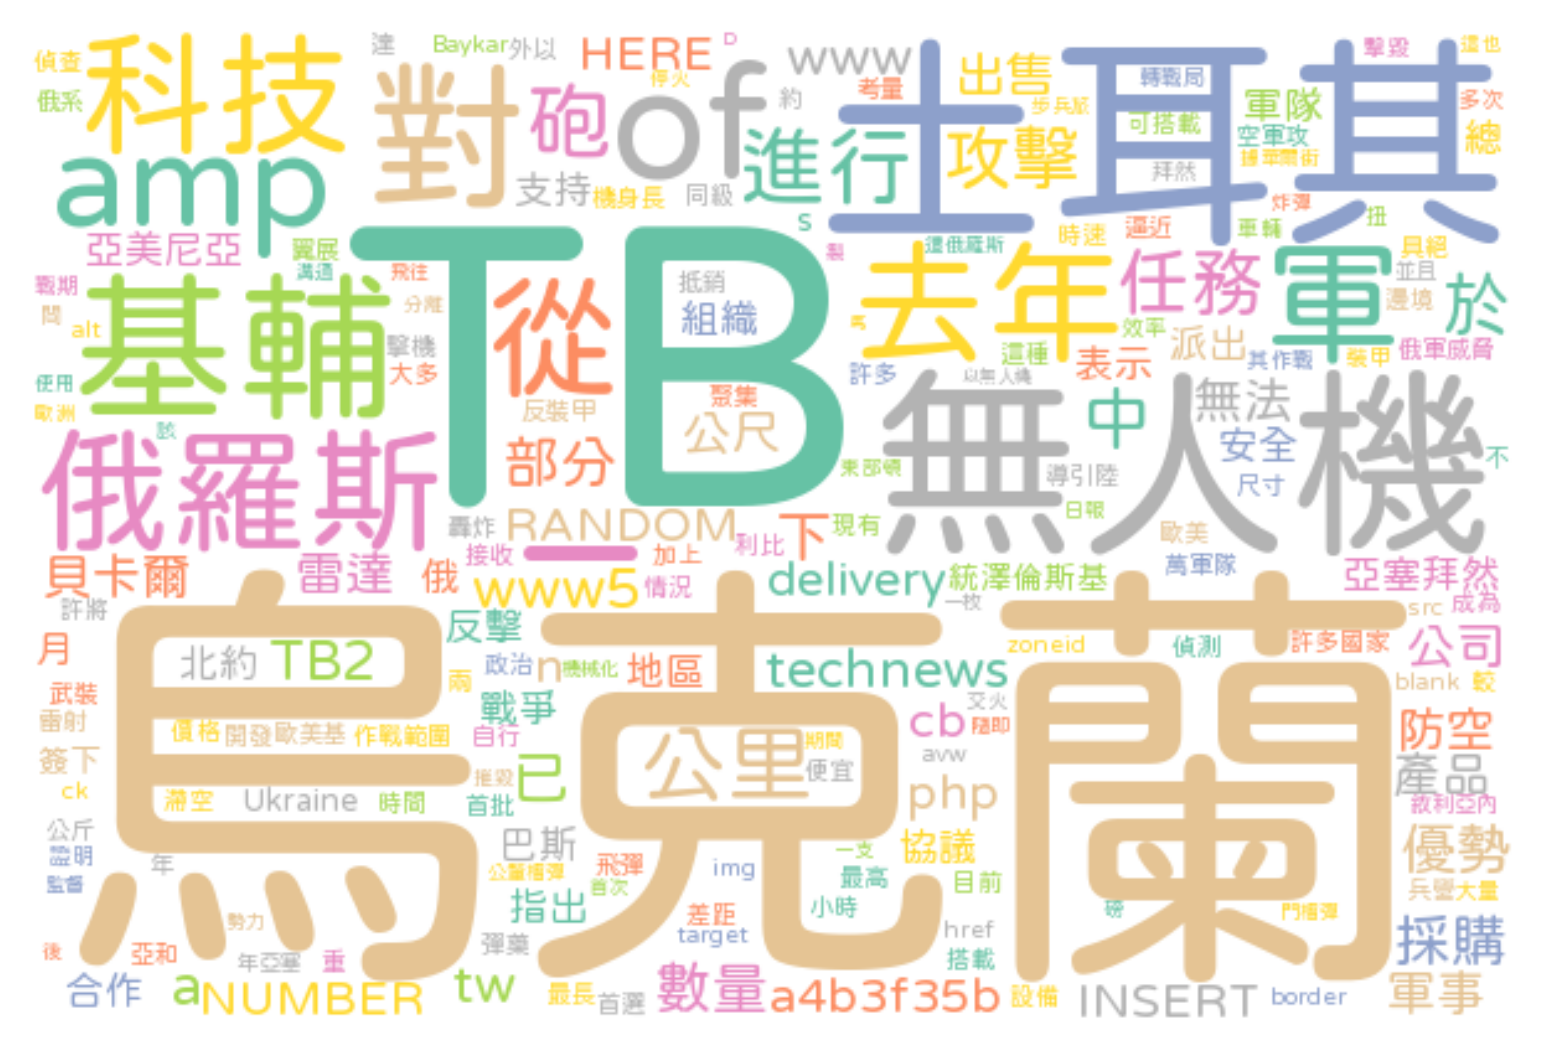 偵查
科技
達
Baykar
外以
HERE
D
www
土耳其
出售
擊毀
這也
俄系
amp
對
砲
of
停火
約
考量
步兵旅
轉戰局
可搭載
軍隊
空軍攻
多次
總
進行
攻擊
拜然
支持
機身長
同級
s
炸彈
扭
亞美尼亞
翼展
溝通
飛往
TB
製
還俄羅斯
時速
逼近
車輛
具絕
戰期
問
alt
基輔
分離
從
抵銷
組織
去年
任務
軍
並且
邊境
於
使用
歐洲
擊機
大多
聚集
反裝甲
公尺
許多
這種
效率
表示
派出
其作戰
裝甲
俄軍威脅
該
俄羅斯
部分
以無人機
無人機
中
無法
安全
尺寸
不
東部頓
導引陸
日報
轟炸
RANDOM
接收
一
加上
利比
下
現有
歐美
萬軍隊
貝卡爾
雷達
俄
www5
情況
delivery
統澤倫斯基
一枚
亞塞拜然
許將
src
成為
烏克蘭
反擊
月
北約
TB2
兩
政治
n
機械化
地區
technews
zoneid
偵測
許多國家
公司
武裝
雷射
戰爭
cb
交火
隨即
blank
較
價格
開發
歐美基
作戰範圍
自行
公里
期間
便宜
avw
防空
簽下
ck
滯空
Ukraine
時間
摧毀
首批
已
php
產品
敘利亞內
公斤
證明
監督
年
巴斯
公釐榴彈
飛彈
首次
img
一支
最高
協議
目前
優勢
兵營
大量
勢力
指出
差距
target
小時
href
搭載
磅
門榴彈
後
亞和
年亞塞
重
彈藥
採購
合作
a
NUMBER
tw
最長
首選
數量
a4b3f35b
設備
INSERT
border
軍事